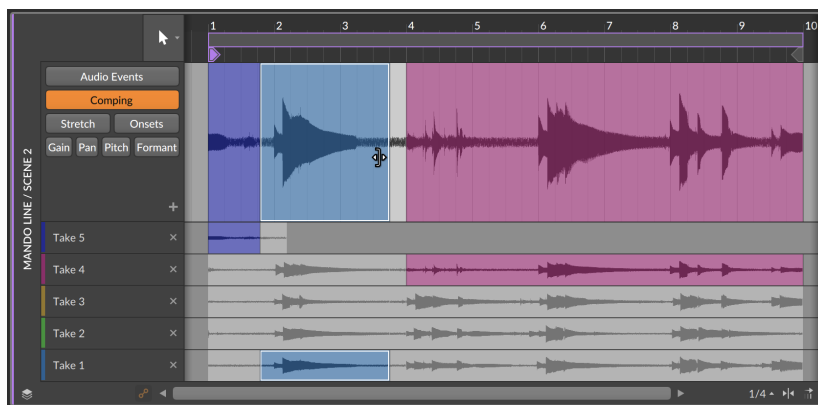 1 2 3 4 5 6 7 8 9 10
MANDO LINE / SCENE 2
Audio Events
Comping
Stretch Onsets
Gain Pan Pitch Formant
+
Take 5 ×
Take 4 ×
Take 3 ×
Take 2 ×
Take 1 ×
1/4